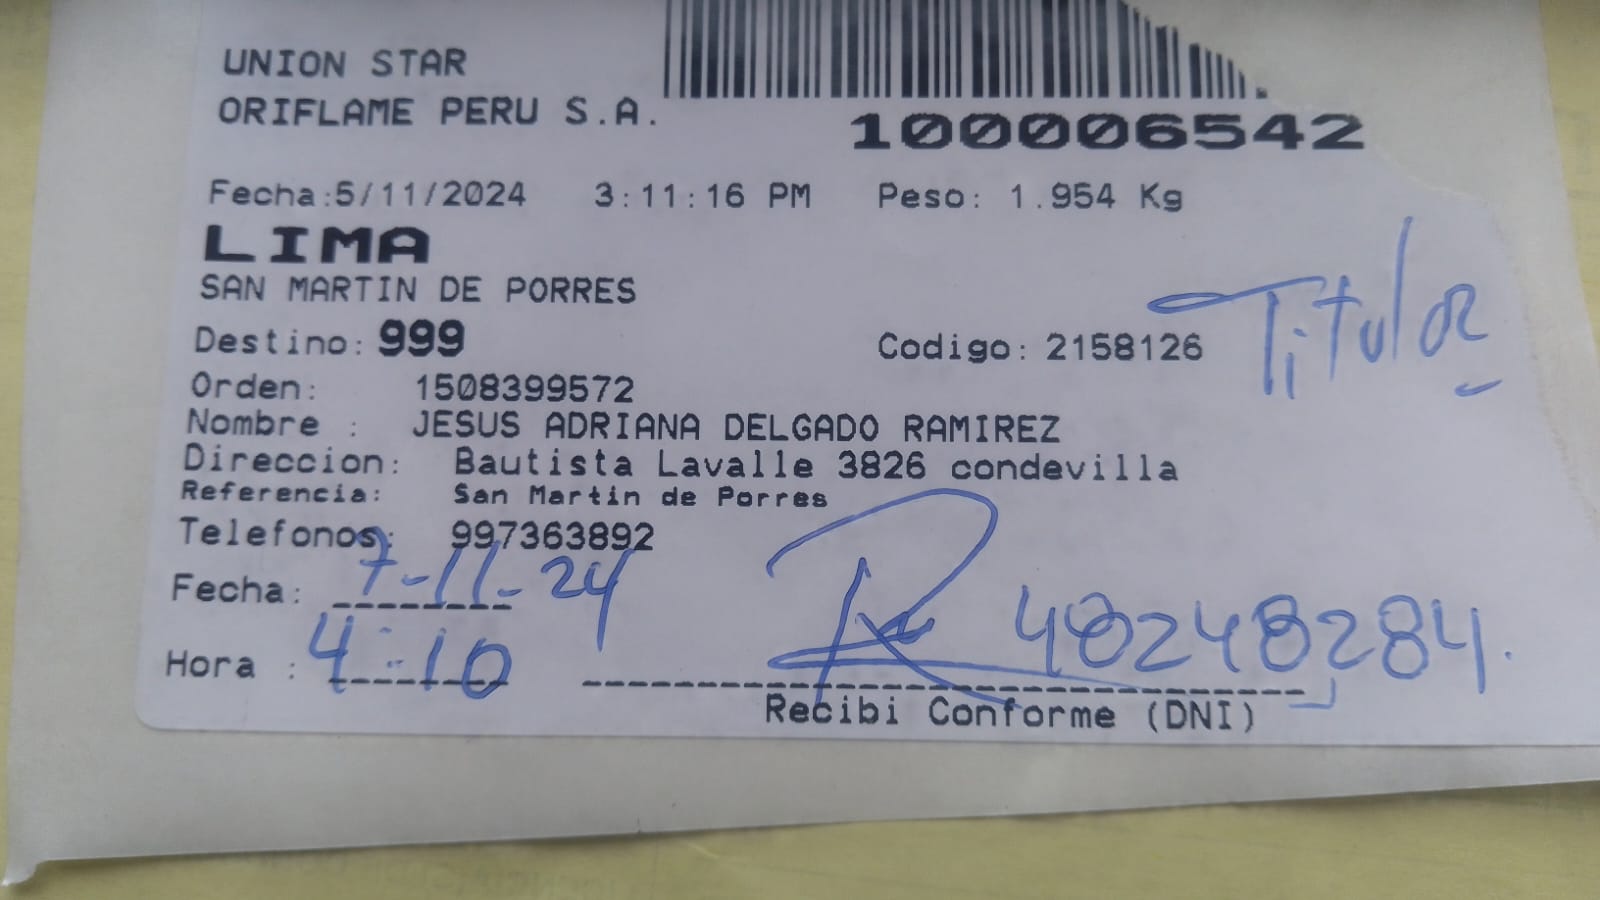 UNION STAR
ORIFLAME PERU S.A.
100006542
Fecha:5/11/2024 3:11:16 PM Peso: 1.954 Kg
LIMA
SAN MARTIN DE PORRES
Destino: 999 Codigo: 2158126 Titular
Orden: 1508399572
Nombre : JESUS ADRIANA DELGADO RAMIREZ
Direccion: Bautista Lavalle 3826 condevilla
Referencia: San Martin de Porres
Telefonos: 997363892
Fecha: 7-11-24
Hora : 4:10 40248284.
Recibi Conforme (DNI)